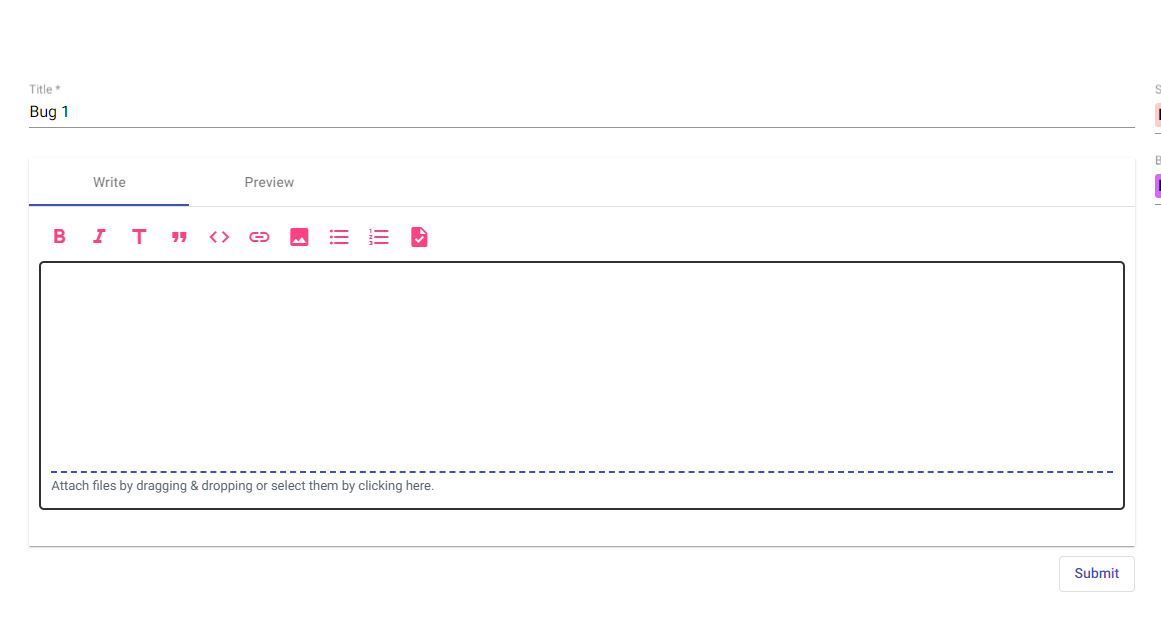 Title *
Bug 1
Write
Preview
Attach files by dragging & dropping or select them by clicking here.
Submit